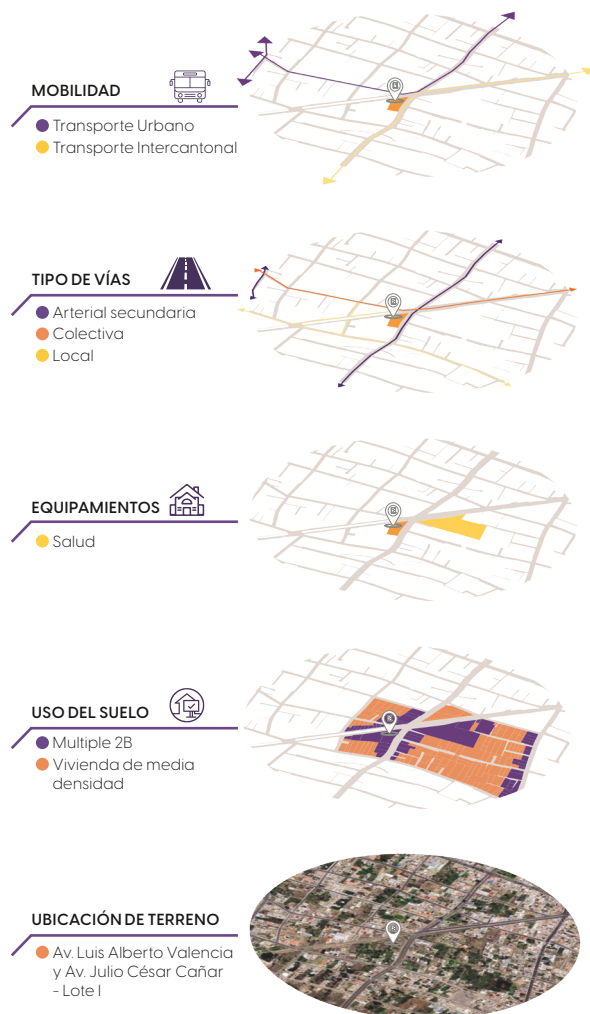 MOBILIDAD
Transporte Urbano
Transporte Intercantonal
TIPO DE VÍAS
Arterial secundaria
Colectiva
Local
EQUIPAMIENTOS
Salud
USO DEL SUELO
Multiple 2B
Vivienda de media
densidad
UBICACIÓN DE TERRENO
Av. Luis Alberto Valencia
y Av. Julio César Cañar
- Lote I